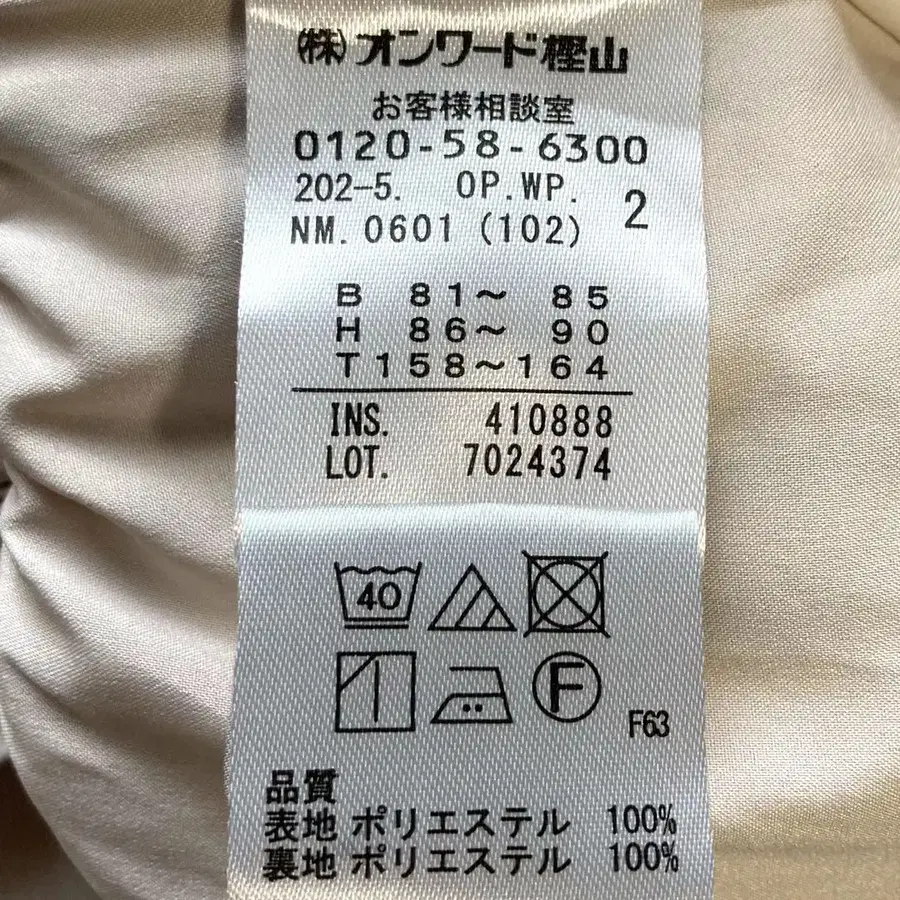 (株)オンワード樫山
お客様相談室
0120-58-6300
202-5. OP.WP. 2
NM.0601 (102)
B 81〜 85
H 86〜 90
T158〜164
INS. 410888
LOT. 7024374
40
F
F63
品質
表地 ポリエステル 100%
裏地 ポリエステル 100%